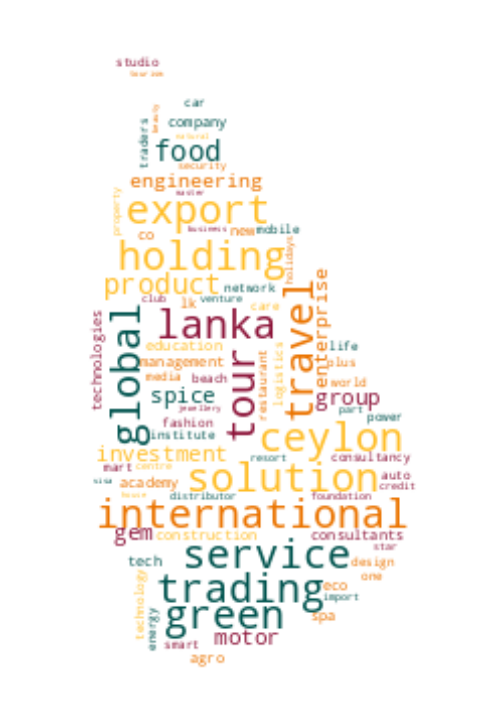 studio
tourism
car
beauty
company
traders
natural
food
security
engineering
master
property
export
business
new
mobile
co
holding
holidays
product
network
enterprise
club
lk
venture
care
travel
technologies
global
lanka
tour
education
life
management
plus
logistics
restaurant
media
beach
world
spice
group
jewellery
part
fashion
power
institute
ceylon
investment
resort
consultancy
mart
centre
solution
auto
visa
academy
credit
house
distributor
foundation
international
gem
construction
consultants
star
service
tech
design
technology
one
trading
eco
import
green
energy
spa
motor
smart
agro